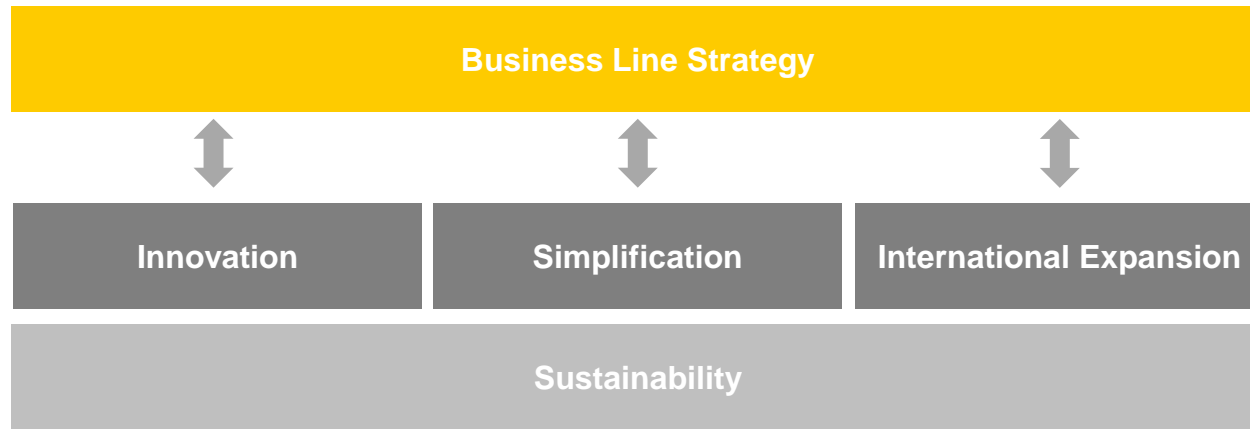 Business Line Strategy
Innovation
Simplification
International Expansion
Sustainability